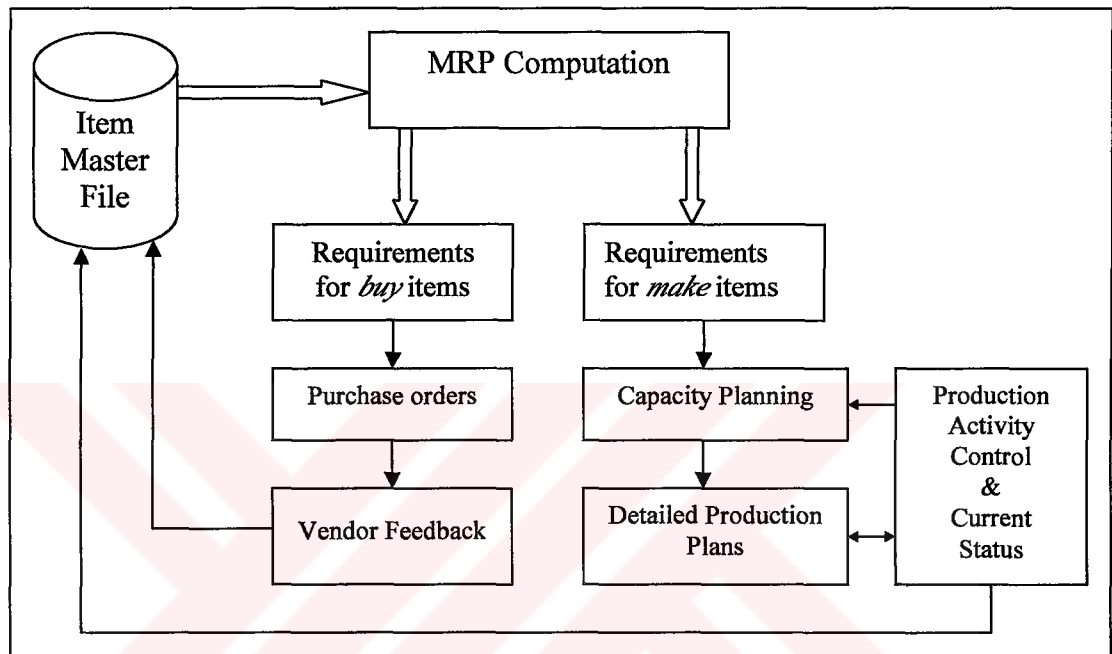 MRP Computation
Item
Master
File
Requirements
for buy items
Requirements
for make items
Purchase orders
Capacity Planning
Production
Activity
Control
&
Current
Status
Vendor Feedback
Detailed Production
Plans